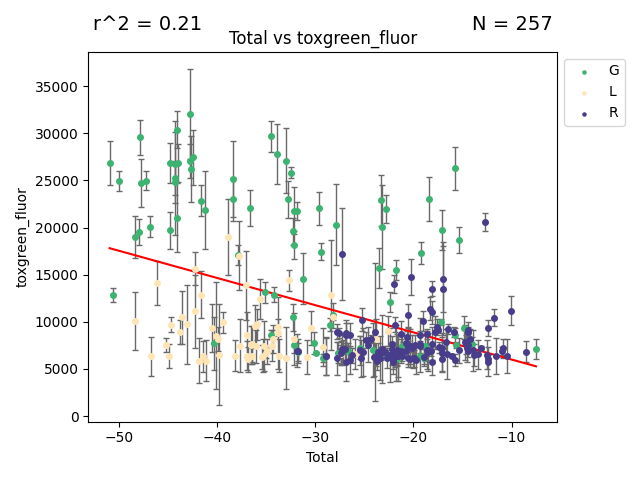 r^2 = 0.21
N = 257
Total vs toxgreen_fluor
G
L
R
35000
30000
25000
20000
15000
10000
5000
0
toxgreen_fluor
−50
−40
−30
−20
−10
Total